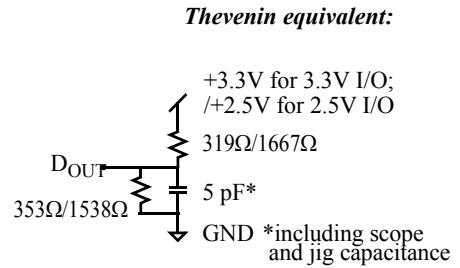 Thevenin equivalent:
+3.3V for 3.3V I/O;
/+2.5V for 2.5V I/O
319Ω/1667Ω
DOUT
5 pF*
353Ω/1538Ω
GND *including scope
and jig capacitance